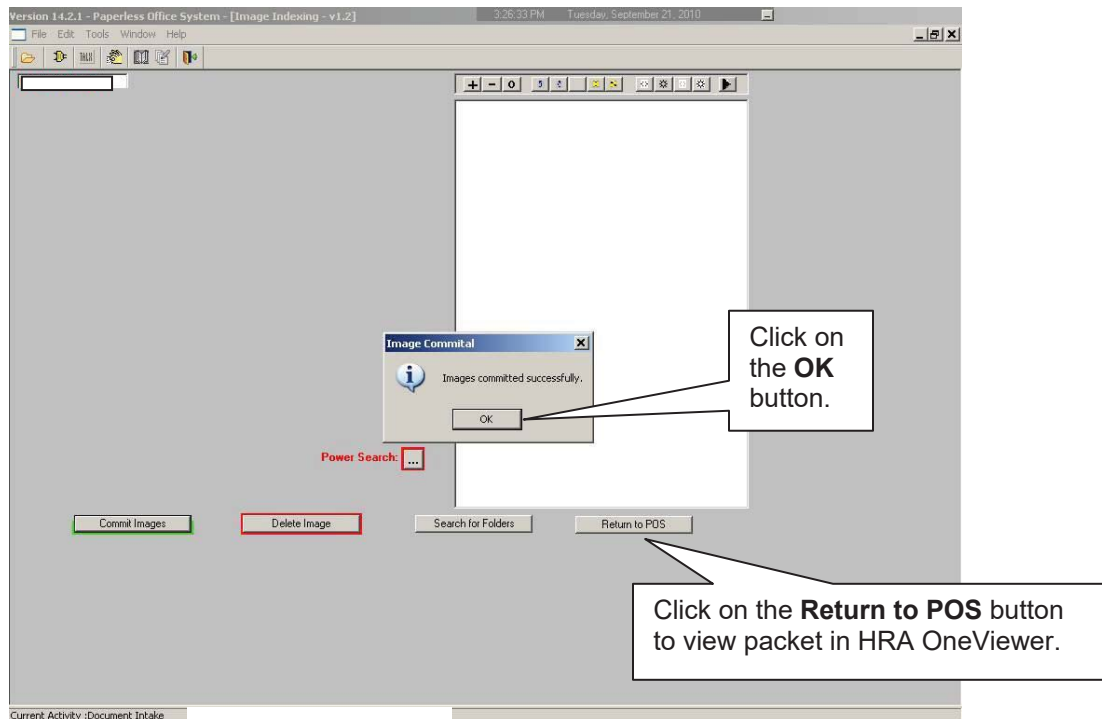 Version 14.2.1 - Paperless Office System - [Image Indexing - v1.2] 3:26:33 PM Tuesday, September 21, 2010
File Edit Tools Window Help
Image Commital
Images committed successfully.
OK
Click on
the OK
button.
Power Search: ...
Commit Images Delete Image Search for Folders Return to POS
Click on the Return to POS button
to view packet in HRA OneViewer.
Current Activity :Document Intake